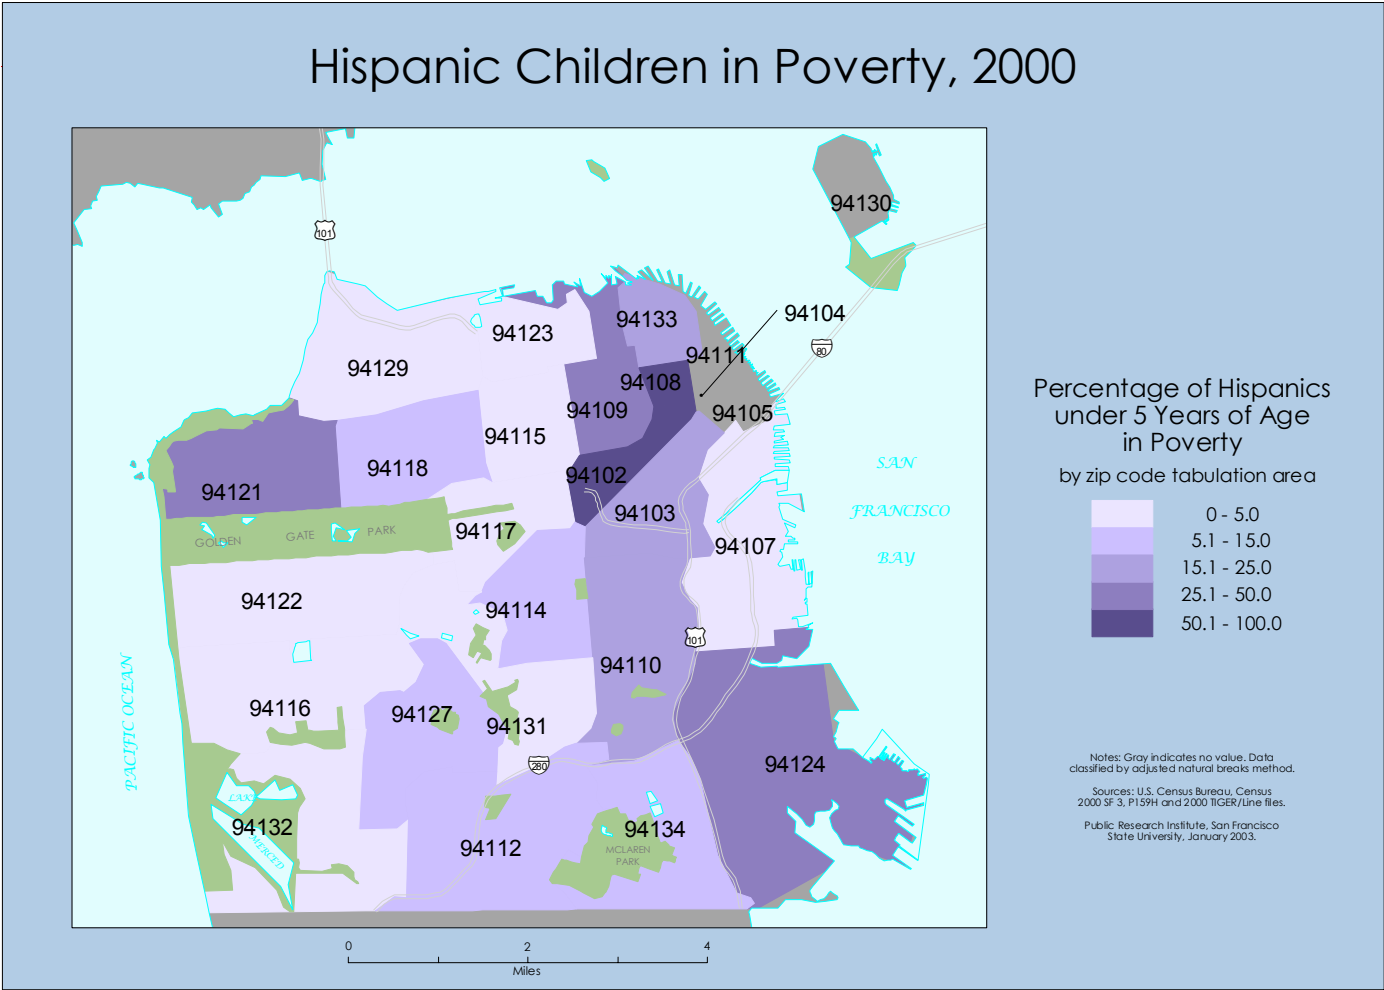 Hispanic Children in Poverty, 2000
94130
101
94104
94133
94123
94111
80
94129
94108
94109
94105
94115
94118
94102
94121
94103
94117
GOLDEN GATE PARK
94107
94122
94114
101
94110
94116
94127
94131
280
94124
LAKE
MERCED
94132
94134
94112
MCLAREN
PARK
PACIFIC OCEAN
SAN
FRANCISCO
BAY
0 2 4
Miles
Percentage of Hispanics
under 5 Years of Age
in Poverty
by zip code tabulation area
0 - 5.0
5.1 - 15.0
15.1 - 25.0
25.1 - 50.0
50.1 - 100.0
Notes: Gray indicates no value. Data
classified by adjusted natural breaks method.
Sources: U.S. Census Bureau, Census
2000 SF 3, P159H and 2000 TIGER/Line files.
Public Research Institute, San Francisco
State University, January 2003.